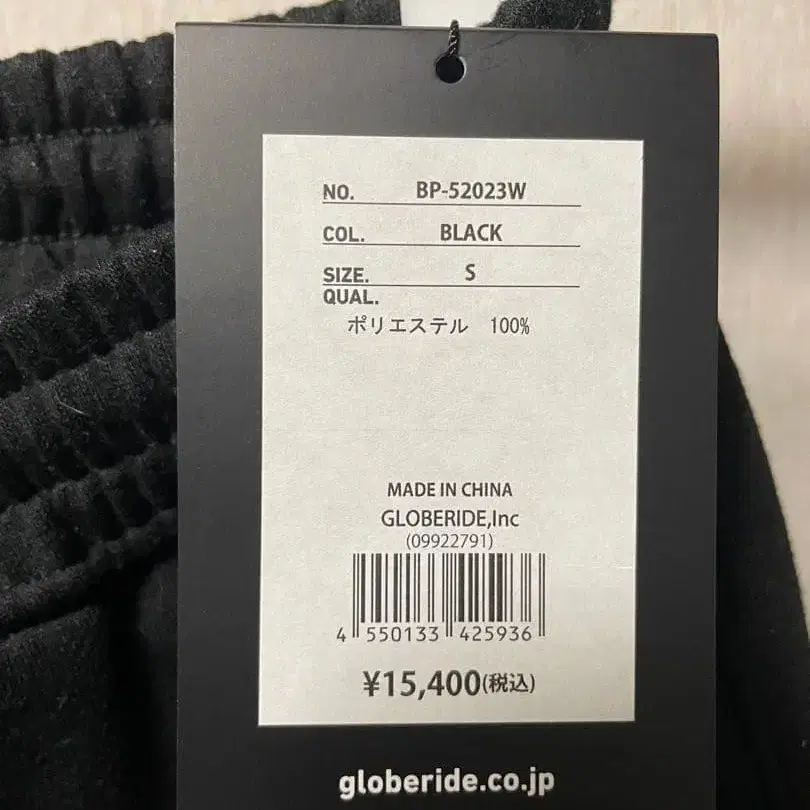 NO. BP-52023W
COL. BLACK
SIZE. S
QUAL.
ポリエステル 100%
MADE IN CHINA
GLOBERIDE,Inc
(09922791)
4 550133 425936
¥15,400(税込)
globeride.co.jp